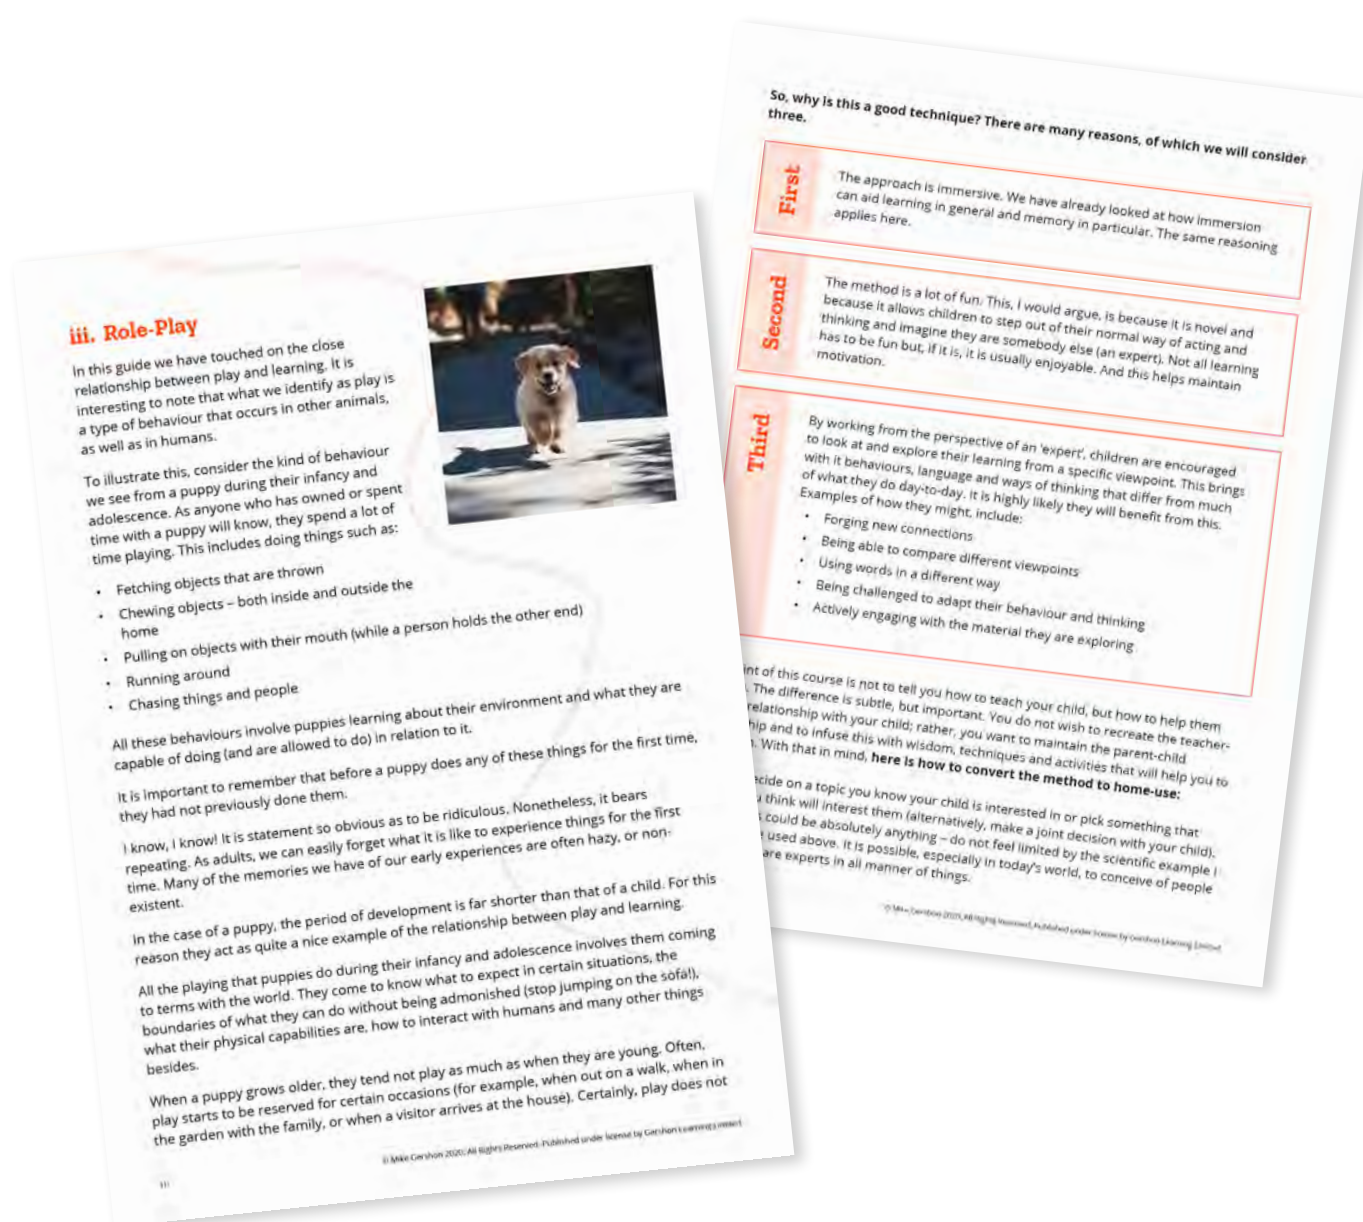 iii. Role-Play
In this guide we have touched on the close
relationship between play and learning. It is
interesting to note that what we identify as play is
a type of behaviour that occurs in other animals,
as well as in humans.
To illustrate this, consider the kind of behaviour
we see from a puppy during their infancy and
adolescence. As anyone who has owned or spent
time with a puppy will know, they spend a lot of
time playing. This includes doing things such as:
• Fetching objects that are thrown
• Chewing objects – both inside and outside the
home
• Pulling on objects with their mouth (while a person holds the other end)
• Running around
• Chasing things and people
All these behaviours involve puppies learning about their environment and what they are
capable of doing (and are allowed to do) in relation to it.
It is important to remember that before a puppy does any of these things for the first time,
they had not previously done them.
I know, I know! It is statement so obvious as to be ridiculous. Nonetheless, it bears
repeating. As adults, we can easily forget what it is like to experience things for the first
time. Many of the memories we have of our early experiences are often hazy, or non-
existent.
In the case of a puppy, the period of development is far shorter than that of a child. For this
reason they act as quite a nice example of the relationship between play and learning.
All the playing that puppies do during their infancy and adolescence involves them coming
to terms with the world. They come to know what to expect in certain situations, the
boundaries of what they can do without being admonished (stop jumping on the sofa!),
what their physical capabilities are, how to interact with humans and many other things
besides.
When a puppy grows older, they tend not play as much as when they are young. Often,
play starts to be reserved for certain occasions (for example, when out on a walk, when in
the garden with the family, or when a visitor arrives at the house). Certainly, play does not
© Mike Gershon 2020, All Rights Reserved. Published under license by Gershon Learning Limited
So, why is this a good technique? There are many reasons, of which we will consider
three.
First
The approach is immersive. We have already looked at how immersion
can aid learning in general and memory in particular. The same reasoning
applies here.
Second
The method is a lot of fun. This, I would argue, is because it is novel and
because it allows children to step out of their normal way of acting and
thinking and imagine they are somebody else (an expert). Not all learning
has to be fun but, if it is, it is usually enjoyable. And this helps maintain
motivation.
Third
By working from the perspective of an 'expert', children are encouraged
to look at and explore their learning from a specific viewpoint. This brings
with it behaviours, language and ways of thinking that differ from much
of what they do day-to-day. It is highly likely they will benefit from this.
Examples of how they might, include:
• Forging new connections
• Being able to compare different viewpoints
• Using words in a different way
• Being challenged to adapt their behaviour and thinking
• Actively engaging with the material they are exploring
of this course is not to tell you how to teach your child, but how to help them
. The difference is subtle, but important. You do not wish to recreate the teacher-
relationship with your child; rather, you want to maintain the parent-child
and to infuse this with wisdom, techniques and activities that will help you to
. With that in mind, here is how to convert the method to home-use:
on a topic you know your child is interested in or pick something that
think will interest them (alternatively, make a joint decision with your child).
could be absolutely anything – do not feel limited by the scientific example I
used above. It is possible, especially in today's world, to conceive of people
are experts in all manner of things.
© Mike Gershon 2020, All Rights Reserved. Published under license by Gershon Learning Limited